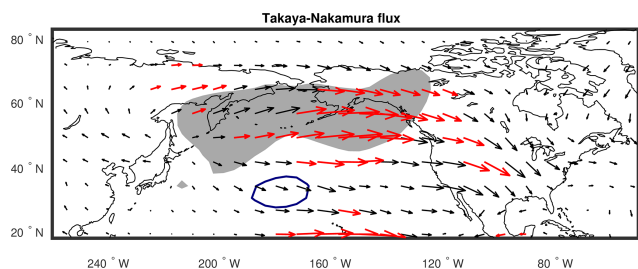 Takaya-Nakamura flux
80 ° N
60 ° N
40 ° N
20 ° N
240 ° W 200 ° W 160 ° W 120 ° W 80 ° W